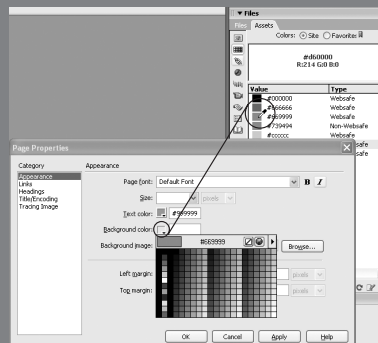 Files
Files Assets
Colors: Site Favorites
#d60000
R:214 G:0 B:0
Value Type
#000000 Websafe
#666666 Websafe
#669999 Websafe
#739494 Non-Websafe
#cccccc Websafe
safe
safe
Page Properties
Category Appearance
Appearance
Links
Headings
Title/Encoding
Tracing Image
Page font: Default Font B I
Size: pixels
Text color: #999999
Background color:
#669999
Background image: Browse...
Left margin: pixels
Top margin: pixels
OK Cancel Apply Help